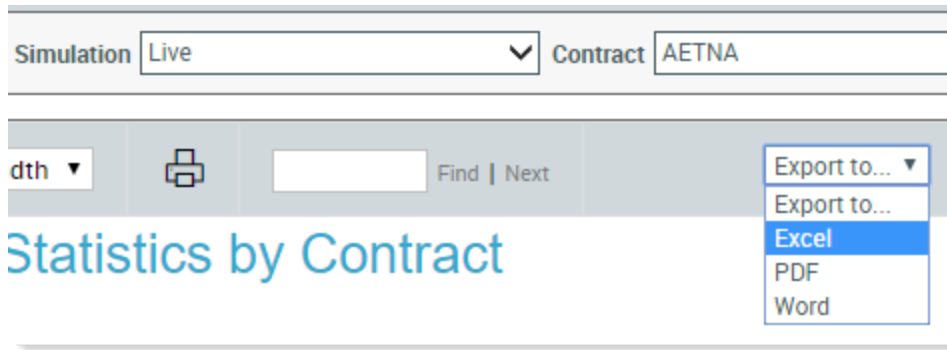 Simulation Live Contract AETNA
dth Find | Next Export to...
Export to...
Statistics by Contract Excel
PDF
Word